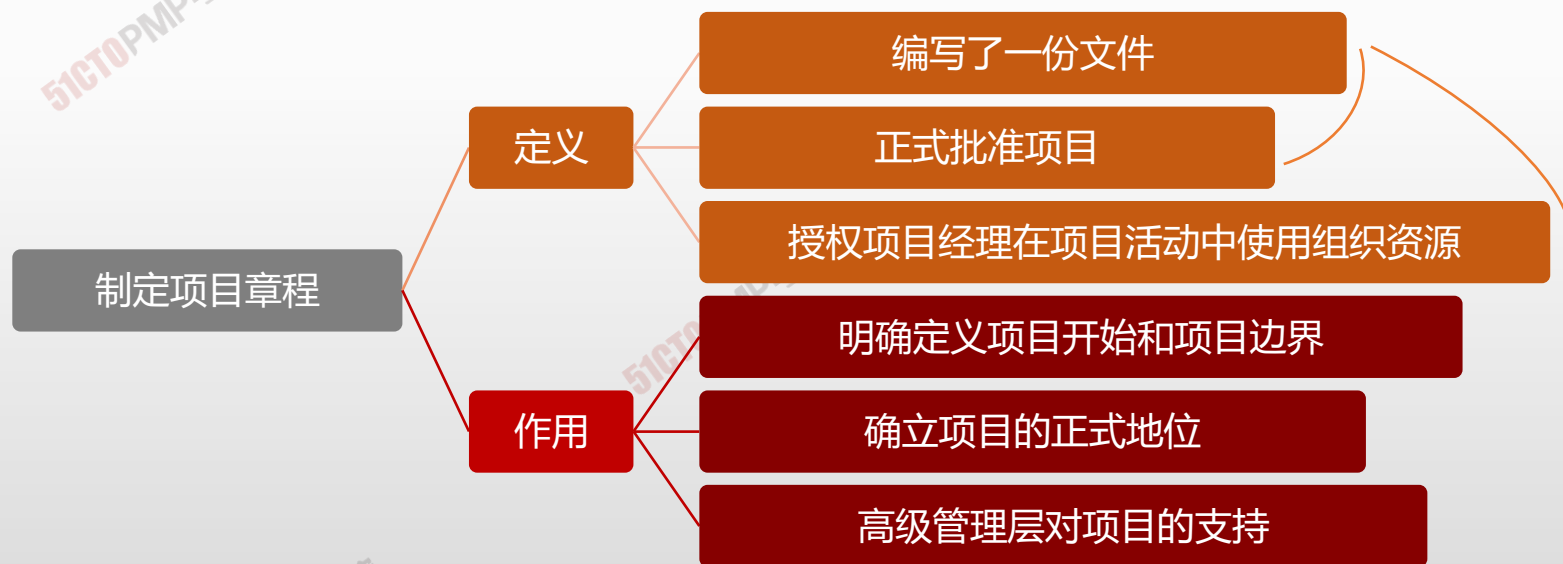 51CTOPMP
编写了一份文件
定义
正式批准项目
授权项目经理在项目活动中使用组织资源
制定项目章程
明确定义项目开始和项目边界
作用
确立项目的正式地位
高级管理层对项目的支持